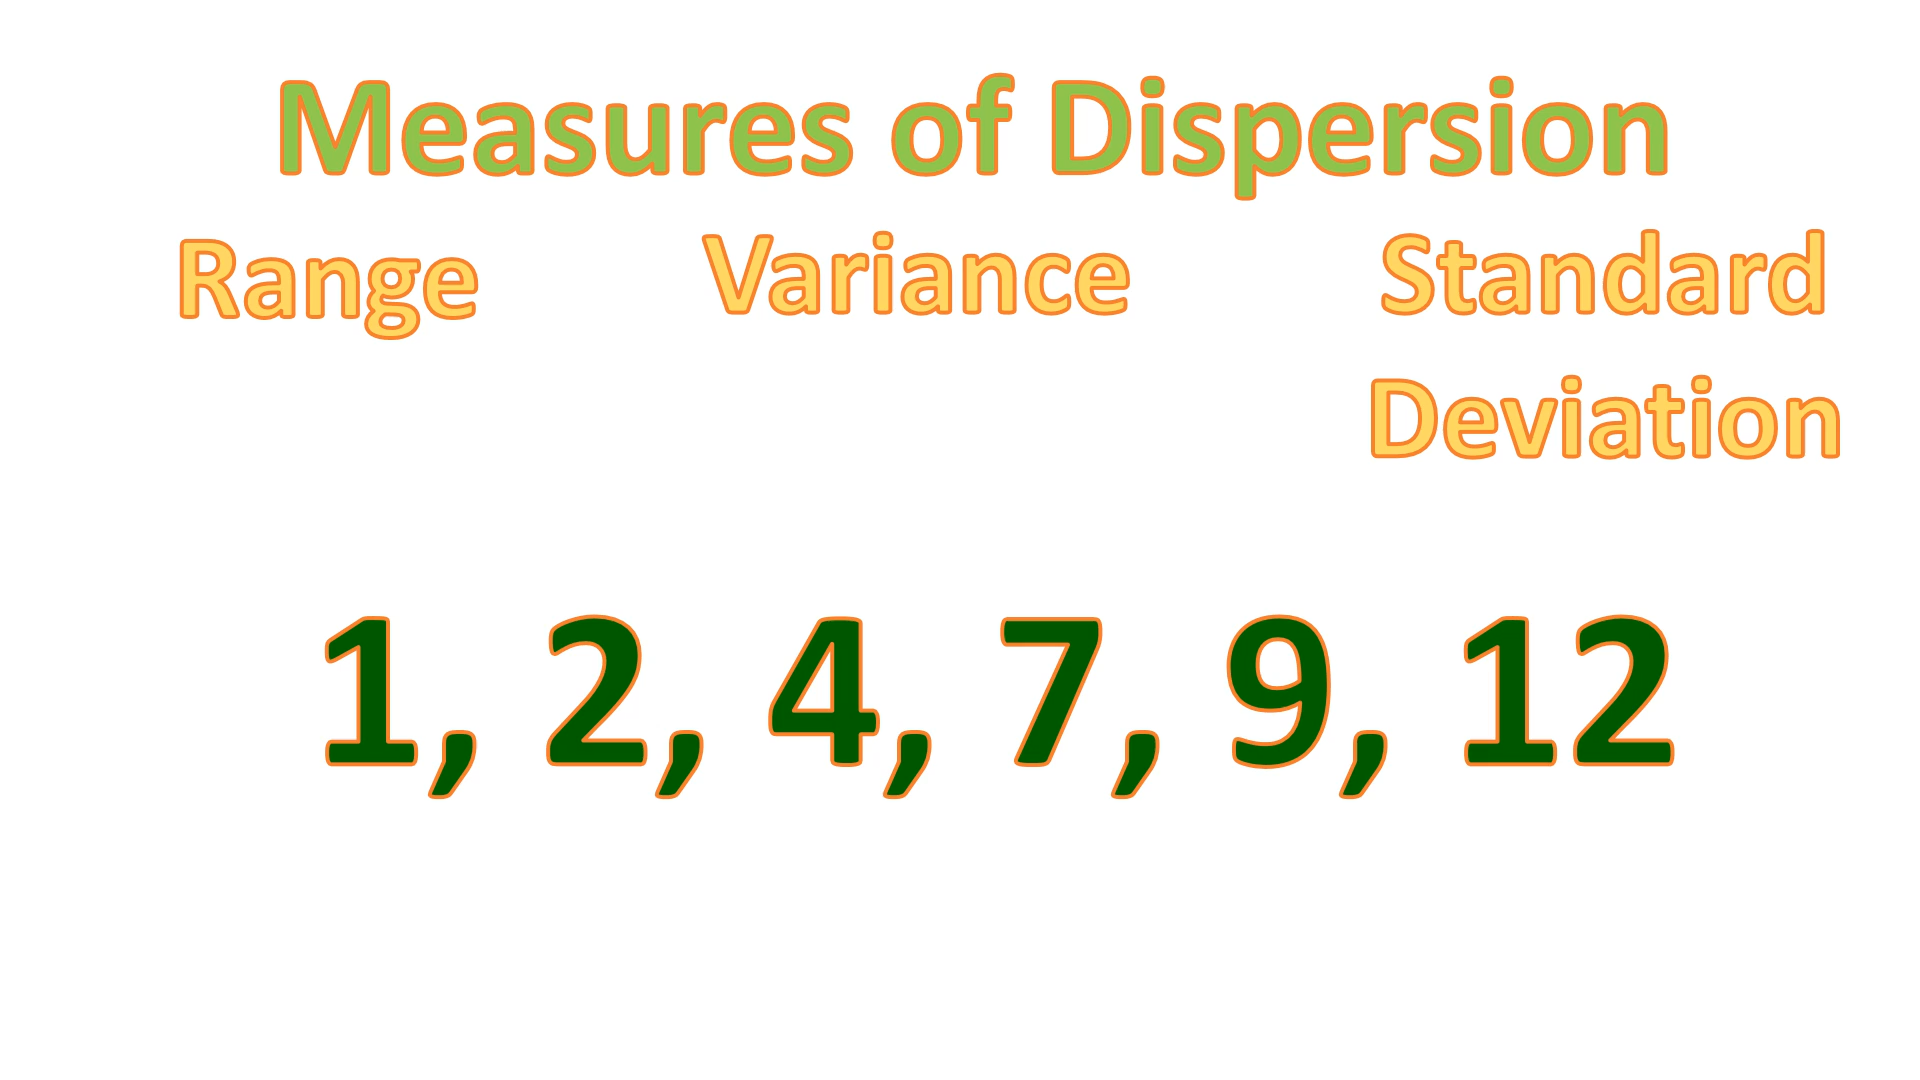 Measures of Dispersion
Range Variance Standard
Deviation
1, 2, 4, 7, 9, 12